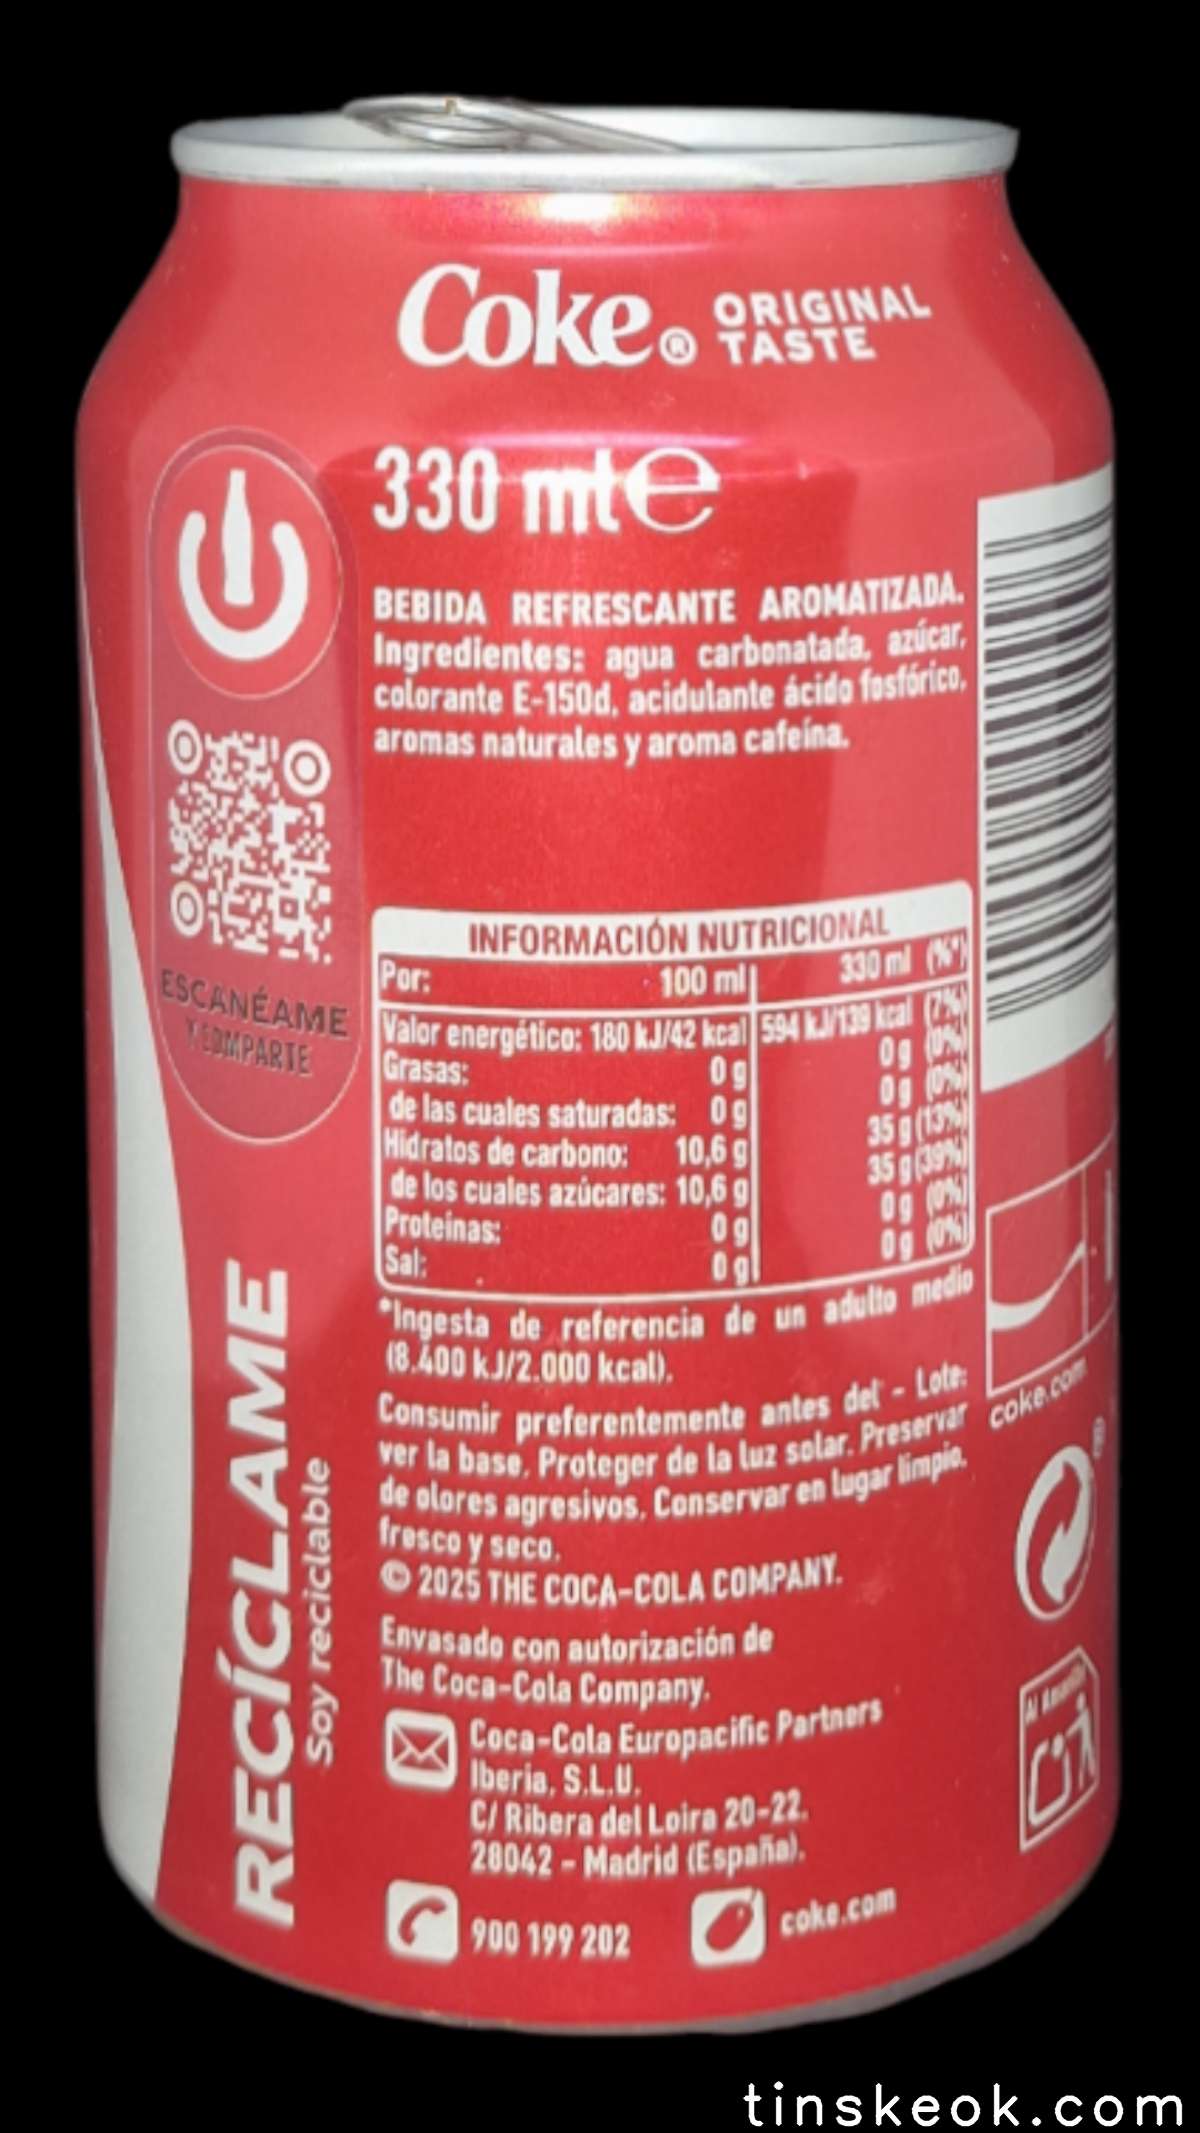 Coke® ORIGINAL
TASTE
330 ml e
BEBIDA REFRESCANTE AROMATIZADA.
Ingredientes: agua carbonatada, azúcar,
colorante E-150d, acidulante ácido fosfórico,
aromas naturales y aroma cafeína.
ESCANÉAME
Y COMPARTE
INFORMACIÓN NUTRICIONAL
Por: 100 ml 330 ml (%*)
Valor energético: 180 kJ/42 kcal 594 kJ/139 kcal (7%)
Grasas: 0 g 0 g (0%)
de las cuales saturadas: 0 g 0 g (0%)
Hidratos de carbono: 10,6 g 35 g (13%)
de los cuales azúcares: 10,6 g 35 g (39%)
Proteínas: 0 g 0 g (0%)
Sal: 0 g 0 g (0%)
*Ingesta de referencia de un adulto medio
(8.400 kJ/2.000 kcal).
Consumir preferentemente antes del - Lote:
ver la base. Proteger de la luz solar. Preservar
de olores agresivos. Conservar en lugar limpio,
fresco y seco.
© 2025 THE COCA-COLA COMPANY.
Envasado con autorización de
The Coca-Cola Company.
Coca-Cola Europacific Partners
Iberia, S.L.U.
C/ Ribera del Loira 20-22.
28042 - Madrid (España).
900 199 202
coke.com
RECÍCLAME
Soy reciclable
coke.com
®
Al Amarillo
tinskeok.com